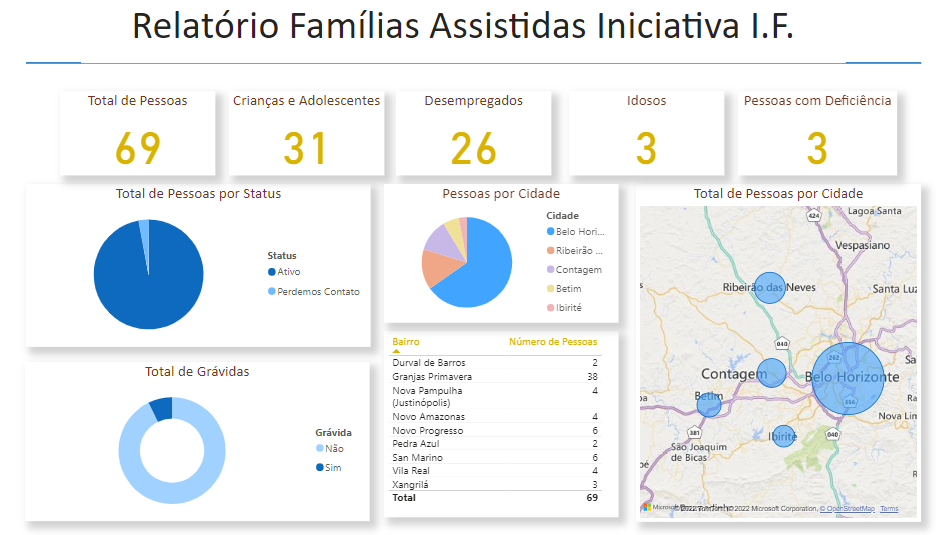 Relatório Famílias Assistidas Iniciativa I.F.
Total de Pessoas
69
Crianças e Adolescentes
31
Desempregados
26
Idosos
3
Pessoas com Deficiência
3
Total de Pessoas por Status
Status
Ativo
Perdemos Contato
Total de Grávidas
Grávida
Não
Sim
Pessoas por Cidade
Cidade
Belo Hori...
Ribeirão ...
Contagem
Betim
Ibirité
Bairro Número de Pessoas
Durval de Barros 2
Granjas Primavera 38
Nova Pampulha 4
(Justinópolis)
Novo Amazonas 4
Novo Progresso 6
Pedra Azul 2
San Marino 6
Vila Real 4
Xangrilá 3
Total 69
Total de Pessoas por Cidade
424
Lagoa Santa
Vespasiano
Ribeirão das Neves
Santa Luz
040
262
Sa
Contagem
Belo Horizonte
Betim
356
Nova Lim
381
Ibirité
040
São Joaquim
de Bicas
Microsoft
©2022 Microsoft Corporation, © OpenStreetMap Terms